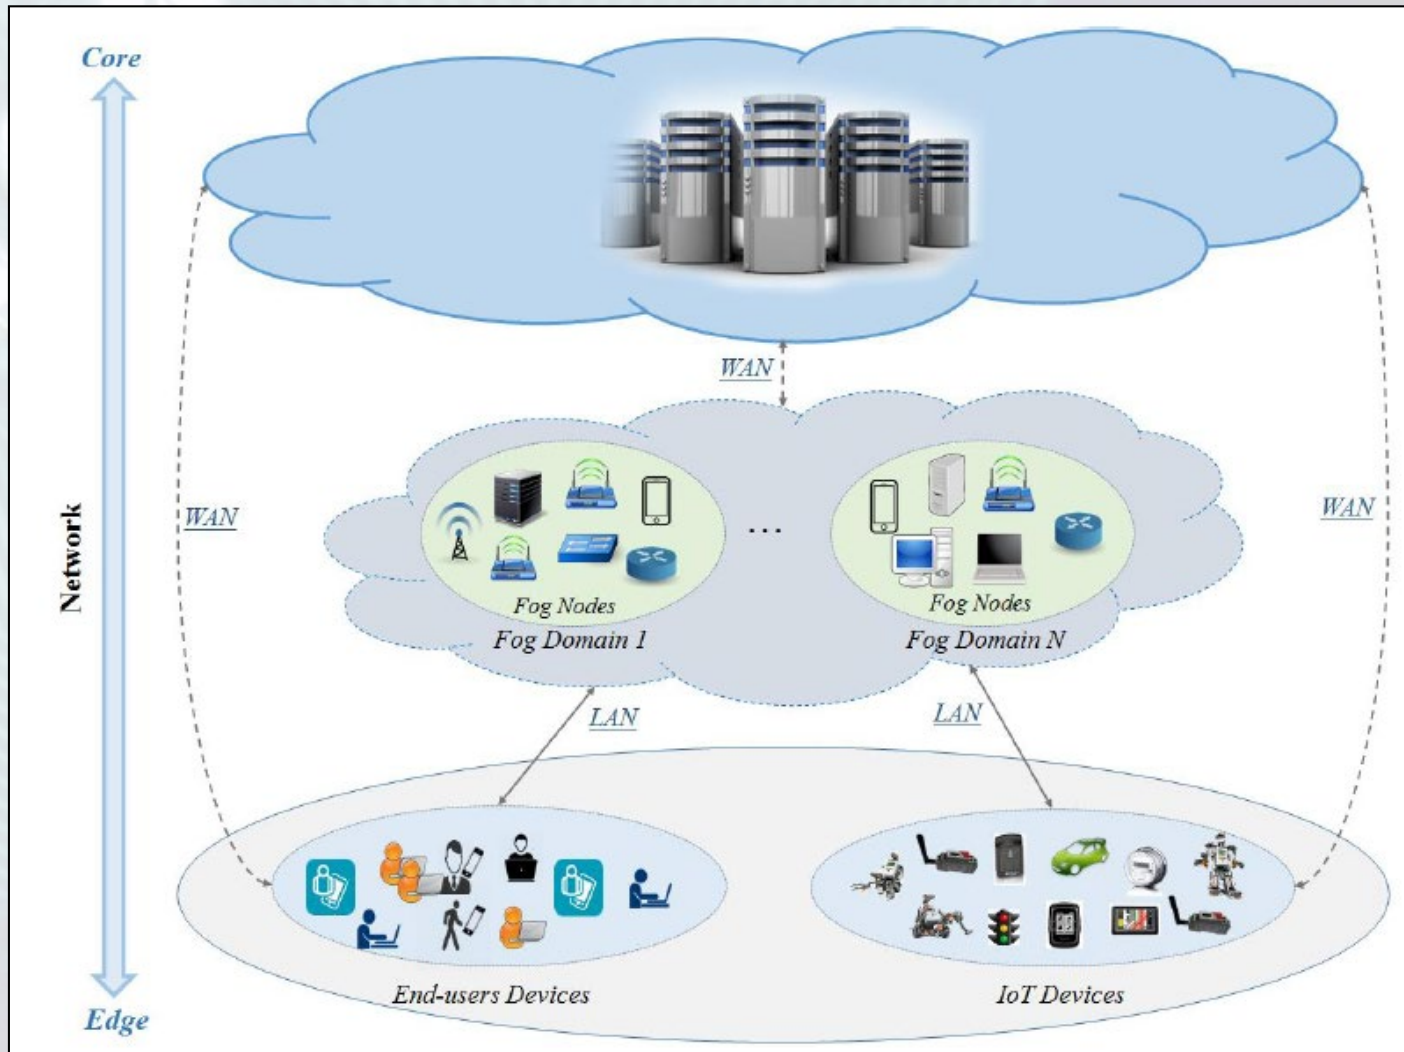 Core
WAN
WAN
WAN
Network
...
Fog Nodes
Fog Nodes
Fog Domain 1
Fog Domain N
LAN
LAN
End-users Devices
IoT Devices
Edge